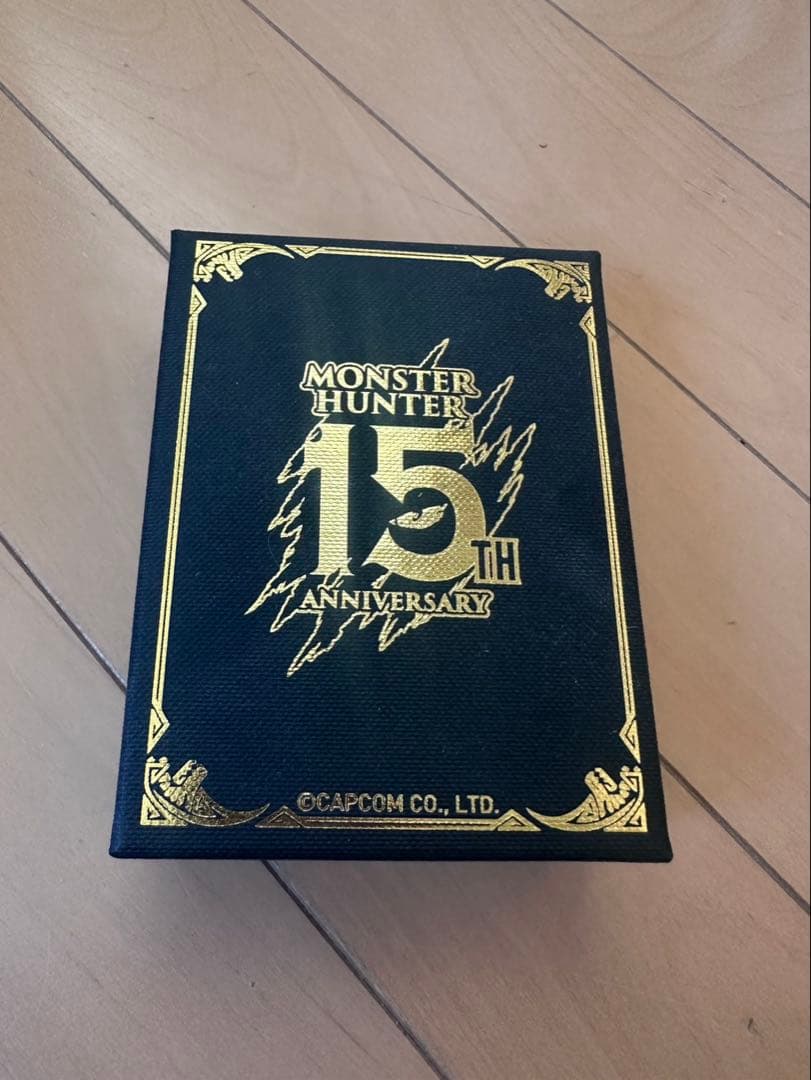 MONSTER
HUNTER
15TH
ANNIVERSARY
©CAPCOM CO., LTD.